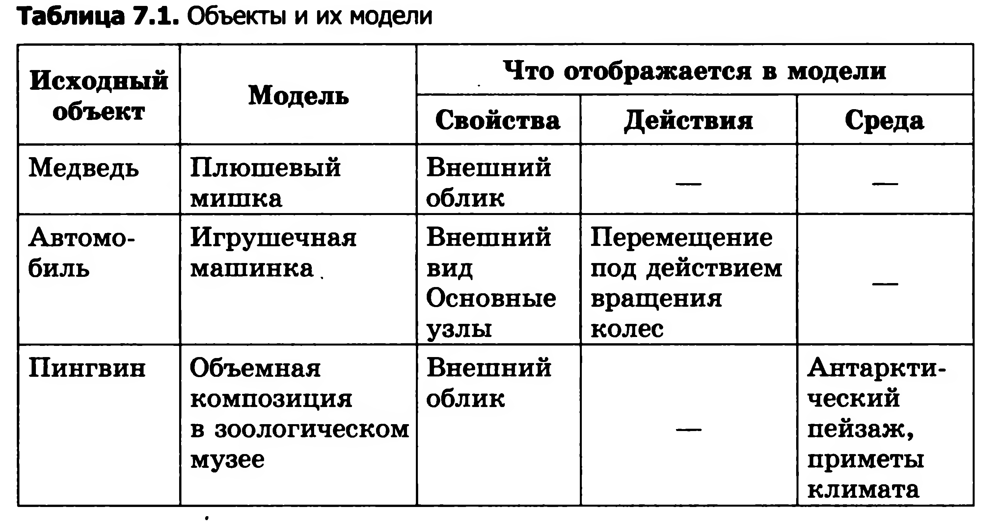 Таблица 7.1. Объекты и их модели
Исходный
объект
Модель
Что отображается в модели
Свойства
Действия
Среда
Медведь
Плюшевый
мишка
Внешний
облик
—
—
Автомо-
биль
Игрушечная
машинка
Внешний
вид
Основные
узлы
Перемещение
под действием
вращения
колес
—
Пингвин
Объемная
композиция
в зоологическом
музее
Внешний
облик
—
Антаркти-
ческий
пейзаж,
приметы
климата